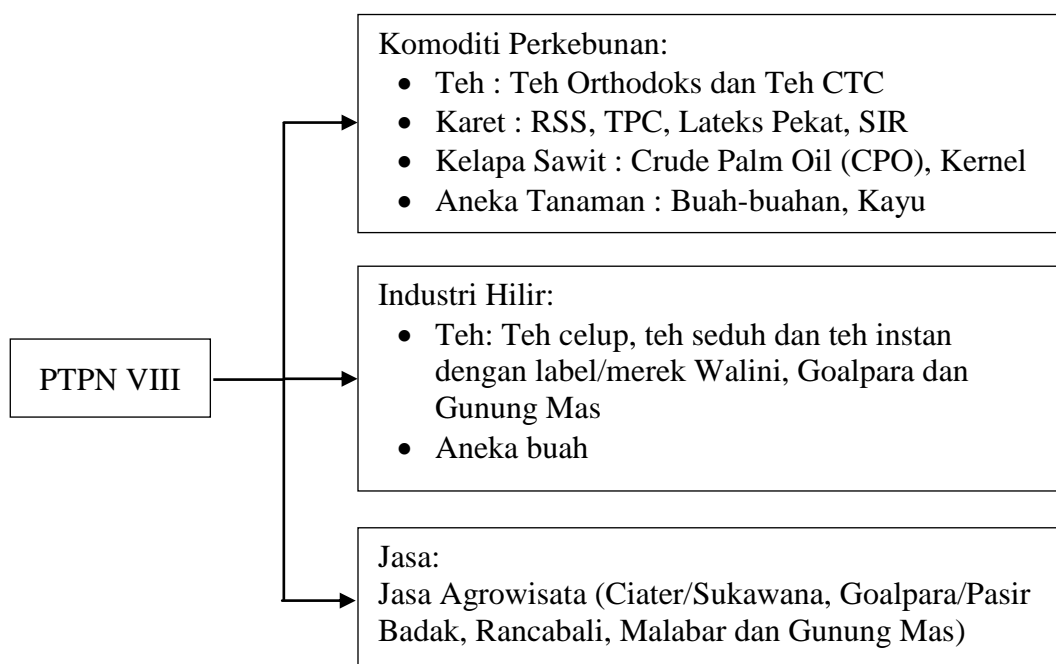 Komoditi Perkebunan:
• Teh : Teh Orthodoks dan Teh CTC
• Karet : RSS, TPC, Lateks Pekat, SIR
• Kelapa Sawit : Crude Palm Oil (CPO), Kernel
• Aneka Tanaman : Buah-buahan, Kayu
PTPN VIII
Industri Hilir:
• Teh: Teh celup, teh seduh dan teh instan
dengan label/merek Walini, Goalpara dan
Gunung Mas
• Aneka buah
Jasa:
Jasa Agrowisata (Ciater/Sukawana, Goalpara/Pasir
Badak, Rancabali, Malabar dan Gunung Mas)